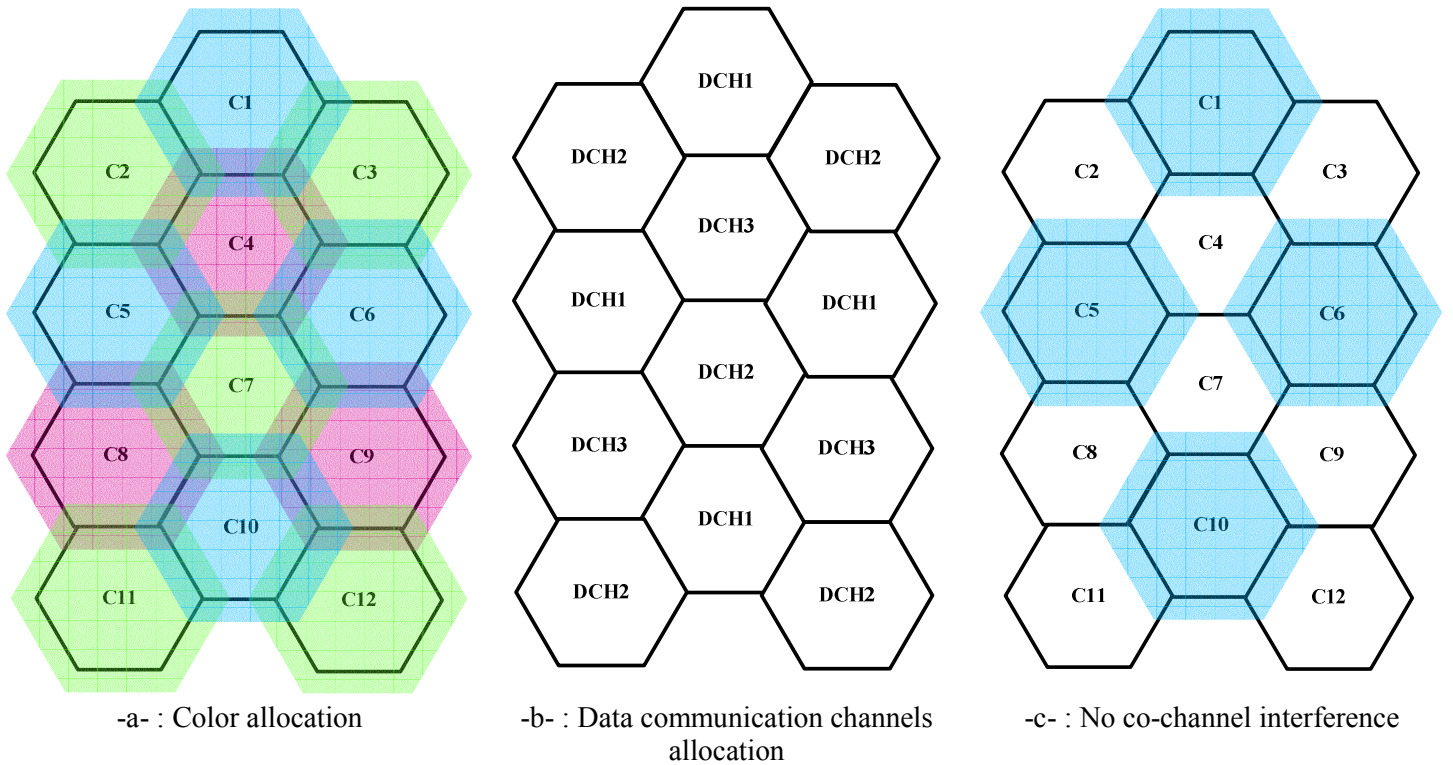 C1
C2
C3
C4
C5
C6
C7
C8
C9
C10
C11
C12
-a- : Color allocation
DCH1
DCH2
DCH2
DCH3
DCH1
DCH1
DCH2
DCH3
DCH3
DCH1
DCH2
DCH2
-b- : Data communication channels
allocation
C1
C2
C3
C4
C5
C6
C7
C8
C9
C10
C11
C12
-c- : No co-channel interference